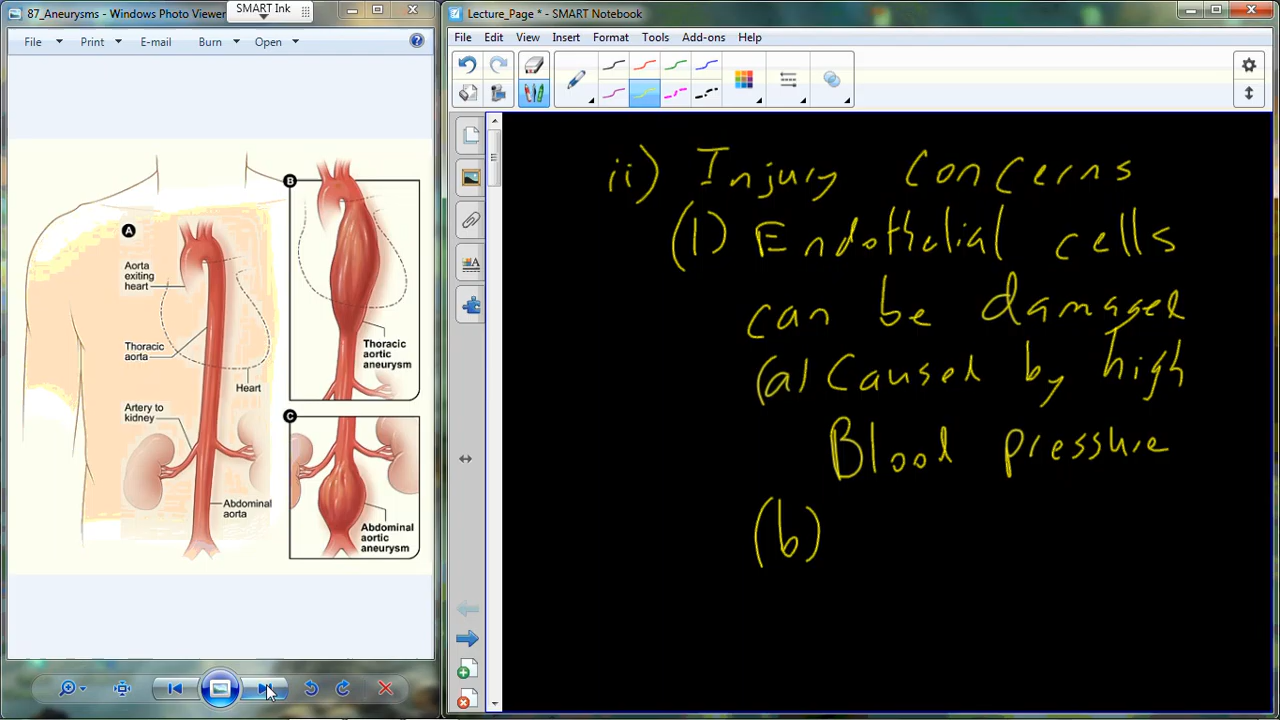 87_Aneurysms - Windows Photo Viewer
SMART Ink
File Print E-mail Burn Open
A
Aorta
exiting
heart
Thoracic
aorta
Heart
Artery to
kidney
Abdominal
aorta
B
Thoracic
aortic
aneurysm
C
Abdominal
aortic
aneurysm
Lecture_Page * - SMART Notebook
File Edit View Insert Format Tools Add-ons Help
ii) Injury concerns
(1) Endothelial cells
can be damaged
(a) Caused by high
Blood pressure
(b)